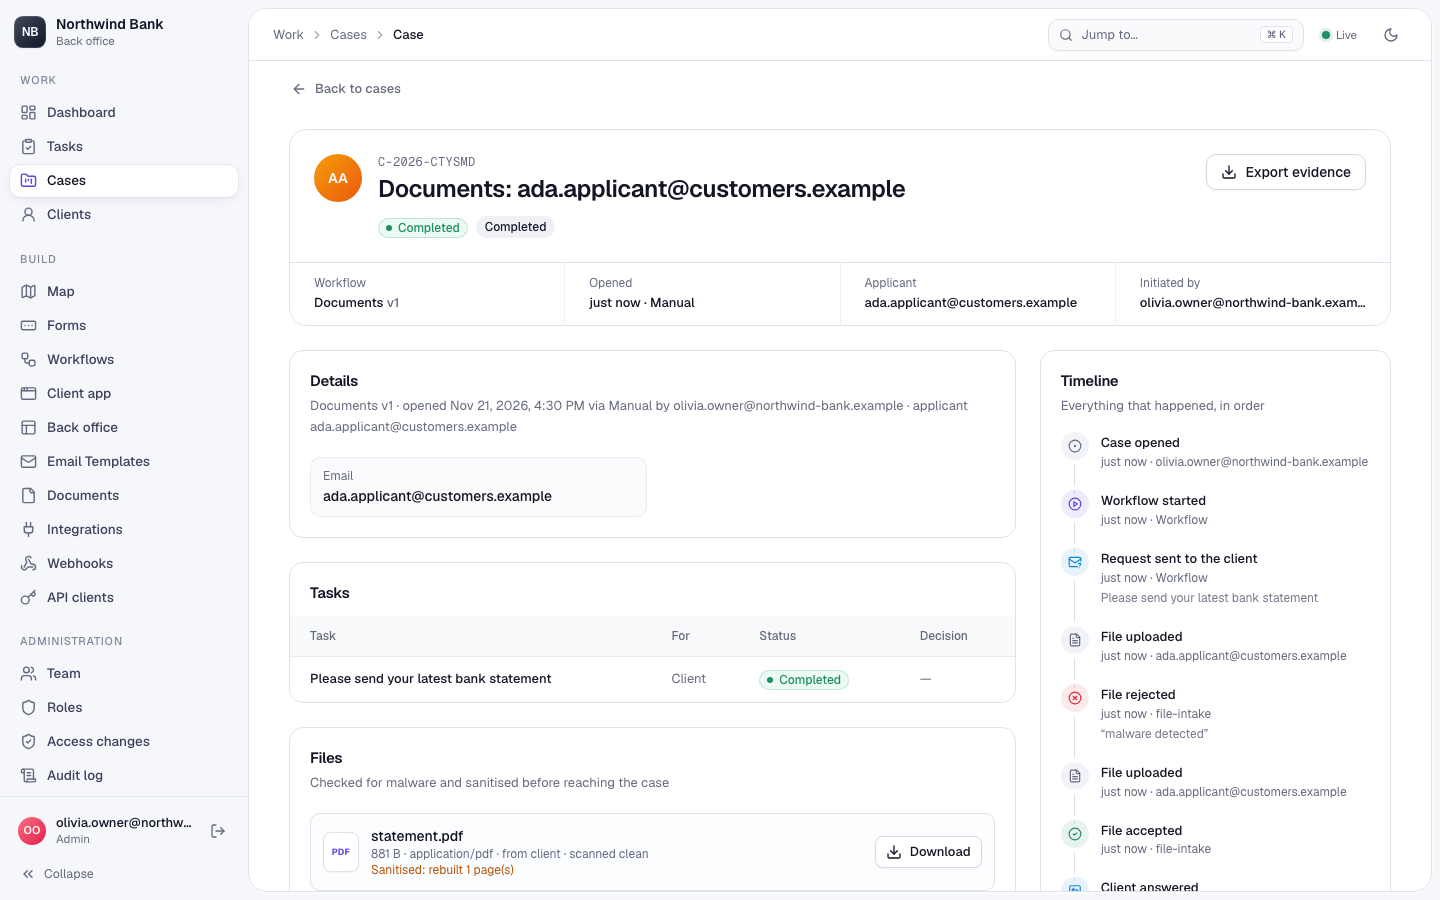 NB
Northwind Bank
Back office
WORK
Dashboard
Tasks
Cases
Clients
BUILD
Map
Forms
Workflows
Client app
Back office
Email Templates
Documents
Integrations
Webhooks
API clients
ADMINISTRATION
Team
Roles
Access changes
Audit log
OO
olivia.owner@northw...
Admin
Collapse
Work > Cases > Case
Jump to...
⌘ K
Live
Back to cases
AA
C-2026-CTYSMD
Documents: ada.applicant@customers.example
Completed
Completed
Export evidence
Workflow
Documents v1
Opened
just now · Manual
Applicant
ada.applicant@customers.example
Initiated by
olivia.owner@northwind-bank.exam...
Details
Documents v1 · opened Nov 21, 2026, 4:30 PM via Manual by olivia.owner@northwind-bank.example · applicant
ada.applicant@customers.example
Email
ada.applicant@customers.example
Tasks
Task For Status Decision
Please send your latest bank statement Client Completed —
Files
Checked for malware and sanitised before reaching the case
PDF
statement.pdf
881 B · application/pdf · from client · scanned clean
Sanitised: rebuilt 1 page(s)
Download
Timeline
Everything that happened, in order
Case opened
just now · olivia.owner@northwind-bank.example
Workflow started
just now · Workflow
Request sent to the client
just now · Workflow
Please send your latest bank statement
File uploaded
just now · ada.applicant@customers.example
File rejected
just now · file-intake
“malware detected”
File uploaded
just now · ada.applicant@customers.example
File accepted
just now · file-intake
Client answered